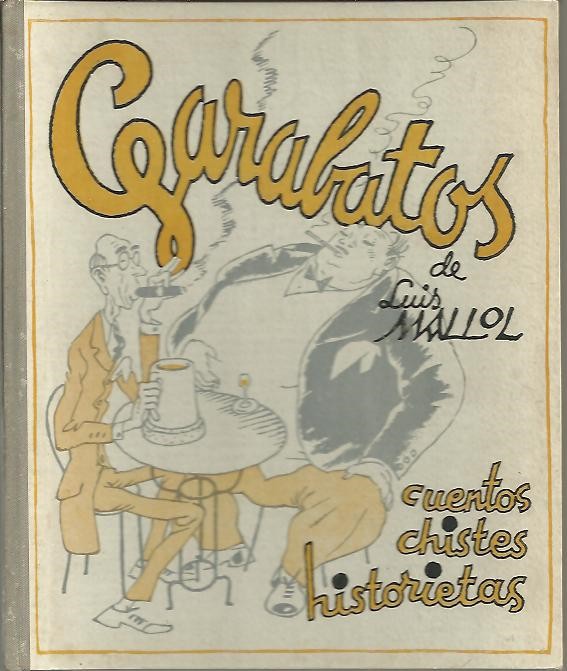 Garabatos
de
Luis
MALLOL
cuentos
chistes
historietas